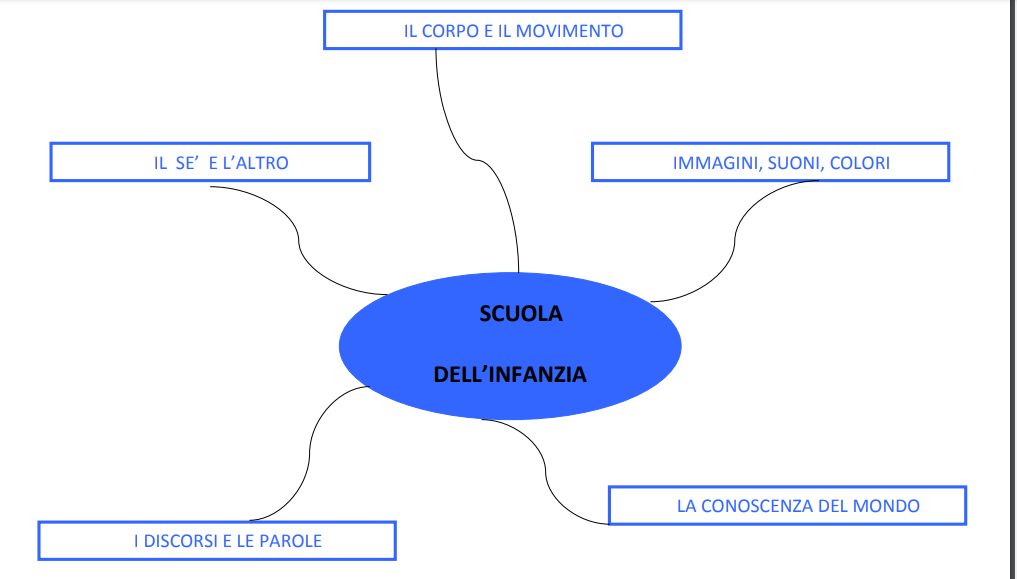 IL CORPO E IL MOVIMENTO
IL SE’ E L’ALTRO
IMMAGINI, SUONI, COLORI
SCUOLA
DELL’INFANZIA
LA CONOSCENZA DEL MONDO
I DISCORSI E LE PAROLE